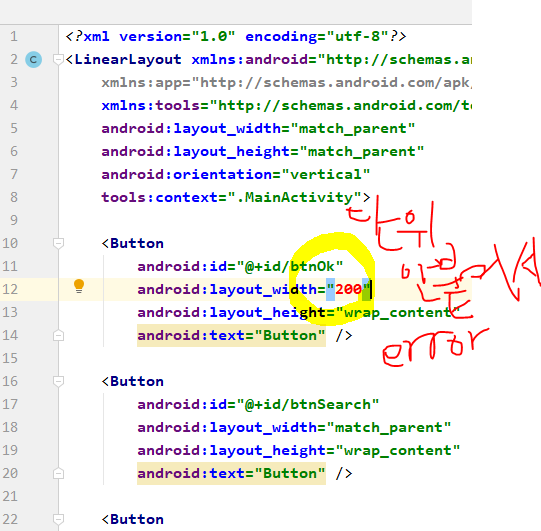 1 <?xml version="1.0" encoding="utf-8"?>
2 C <LinearLayout xmlns:android="http://schemas.an
3 xmlns:app="http://schemas.android.com/apk/
4 xmlns:tools="http://schemas.android.com/to
5 android:layout_width="match_parent"
6 android:layout_height="match_parent"
7 android:orientation="vertical"
8 tools:context=".MainActivity">
9
단위
10 <Button
11 android:id="@+id/btnOk"
12 android:layout_width="200"
13 android:layout_height="wrap_content"
error
14 android:text="Button" />
15
16 <Button
17 android:id="@+id/btnSearch"
18 android:layout_width="match_parent"
19 android:layout_height="wrap_content"
20 android:text="Button" />
21
22 <Button